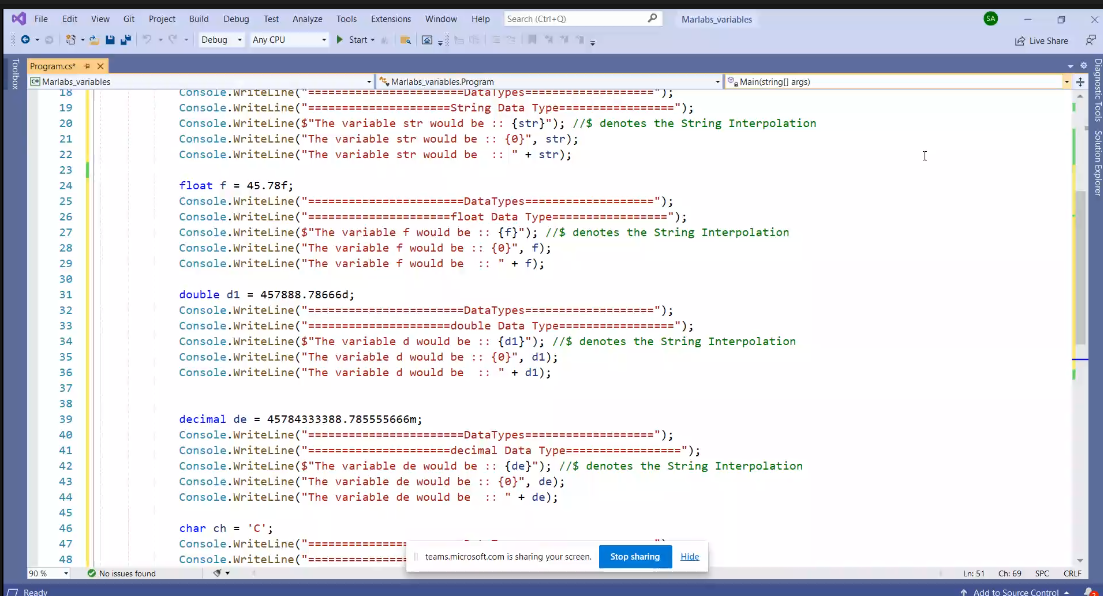 File Edit View Git Project Build Debug Test Analyze Tools Extensions Window Help Search (Ctrl+Q) Marlabs_variables SA
Debug Any CPU Start Live Share
Program.cs*
Marlabs_variables Marlabs_variables.Program Main(string[] args)
Toolbox
18 Console.WriteLine("=======================DataTypes===================");
19 Console.WriteLine("=====================String Data Type=================");
20 Console.WriteLine($"The variable str would be :: {str}"); //$ denotes the String Interpolation
21 Console.WriteLine("The variable str would be :: {0}", str);
22 Console.WriteLine("The variable str would be  :: " + str);
23
24 float f = 45.78f;
25 Console.WriteLine("=======================DataTypes===================");
26 Console.WriteLine("=====================float Data Type=================");
27 Console.WriteLine($"The variable f would be :: {f}"); //$ denotes the String Interpolation
28 Console.WriteLine("The variable f would be :: {0}", f);
29 Console.WriteLine("The variable f would be  :: " + f);
30
31 double d1 = 457888.78666d;
32 Console.WriteLine("=======================DataTypes===================");
33 Console.WriteLine("=====================double Data Type=================");
34 Console.WriteLine($"The variable d would be :: {d1}"); //$ denotes the String Interpolation
35 Console.WriteLine("The variable d would be :: {0}", d1);
36 Console.WriteLine("The variable d would be  :: " + d1);
37
38
39 decimal de = 45784333388.785555666m;
40 Console.WriteLine("=======================DataTypes===================");
41 Console.WriteLine("=====================decimal Data Type=================");
42 Console.WriteLine($"The variable de would be :: {de}"); //$ denotes the String Interpolation
43 Console.WriteLine("The variable de would be :: {0}", de);
44 Console.WriteLine("The variable de would be  :: " + de);
45
46 char ch = 'C';
47 Console.WriteLine("===============
48 Console.WriteLine("===============
Diagnostic Tools
Solution Explorer
teams.microsoft.com is sharing your screen. Stop sharing Hide
90 % No issues found Ln: 51 Ch: 69 SPC CRLF
Ready Add to Source Control